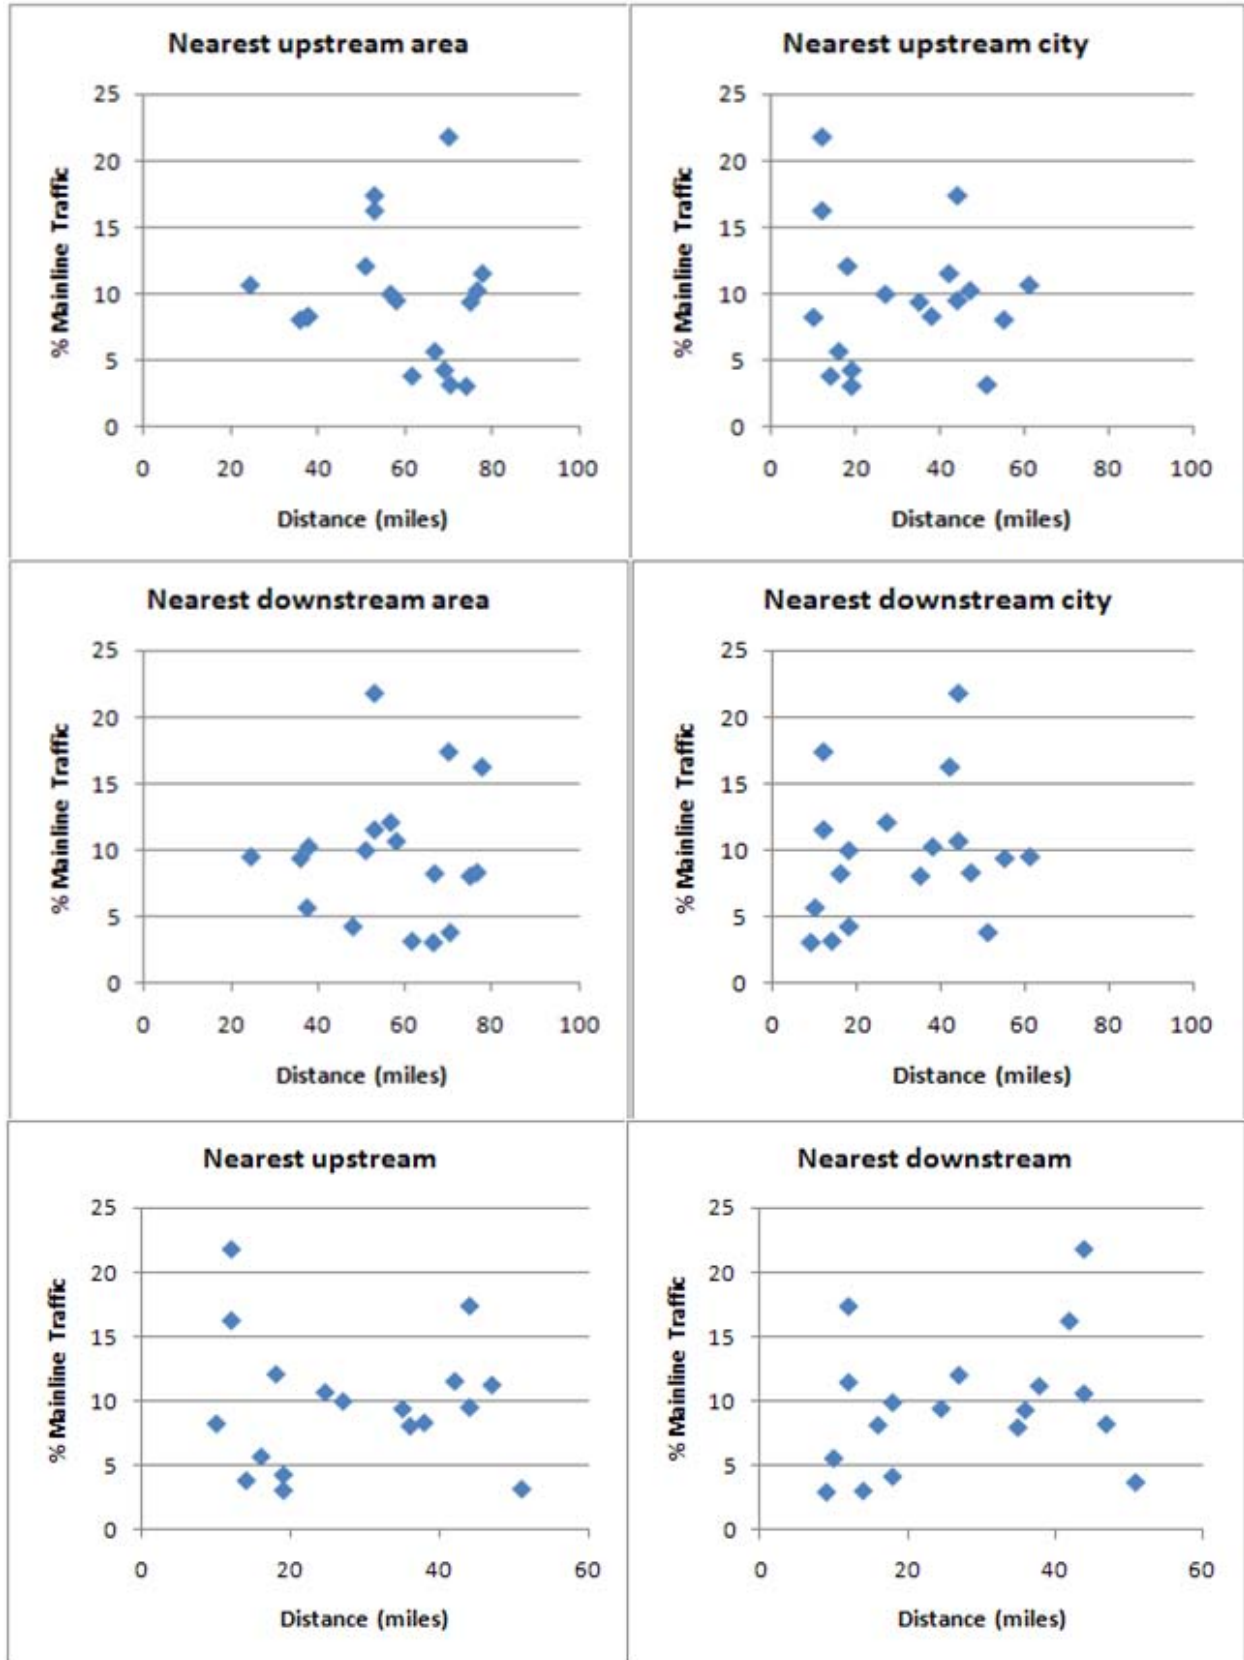 Nearest upstream area
25
20
15
10
5
0
% Mainline Traffic
0 20 40 60 80 100
Distance (miles)
Nearest upstream city
25
20
15
10
5
0
% Mainline Traffic
0 20 40 60 80 100
Distance (miles)
Nearest downstream area
25
20
15
10
5
0
% Mainline Traffic
0 20 40 60 80 100
Distance (miles)
Nearest downstream city
25
20
15
10
5
0
% Mainline Traffic
0 20 40 60 80 100
Distance (miles)
Nearest upstream
25
20
15
10
5
0
% Mainline Traffic
0 20 40 60
Distance (miles)
Nearest downstream
25
20
15
10
5
0
% Mainline Traffic
0 20 40 60
Distance (miles)